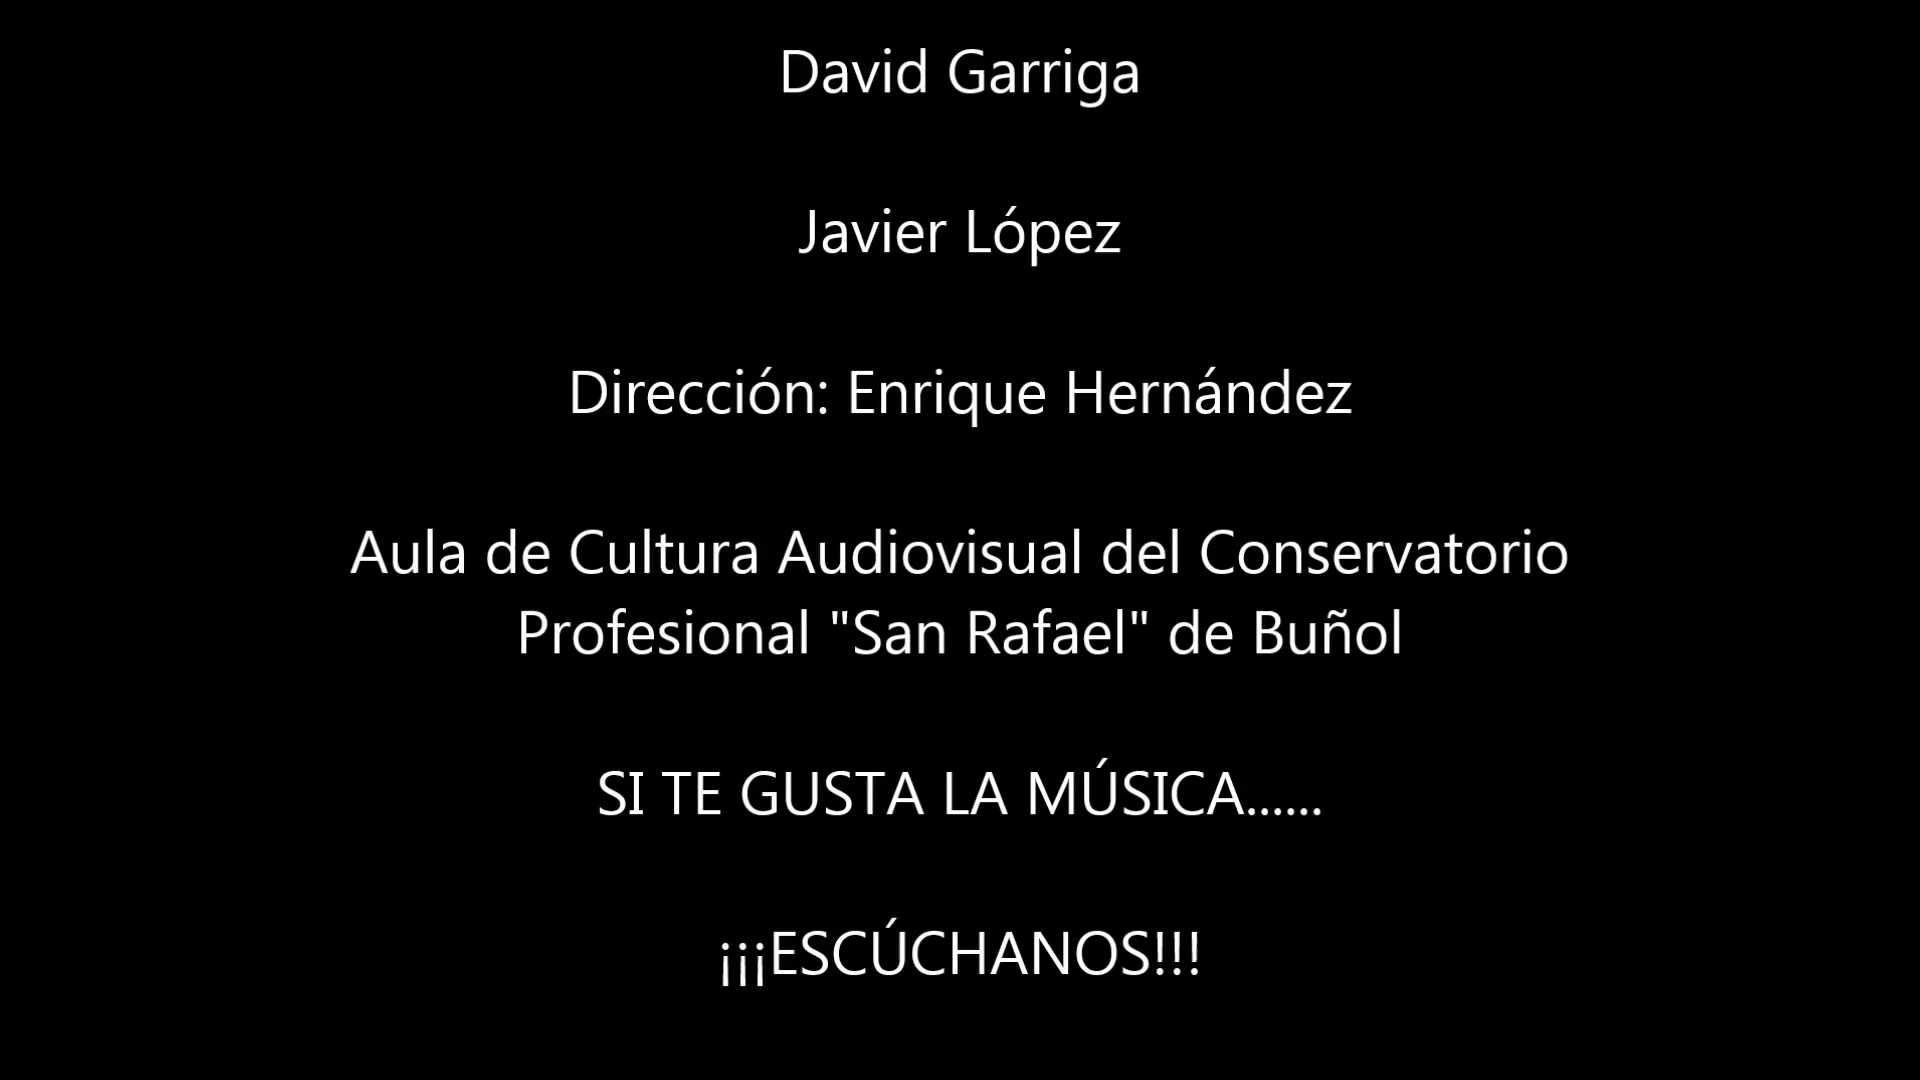 David Garriga
Javier López
Dirección: Enrique Hernández
Aula de Cultura Audiovisual del Conservatorio
Profesional "San Rafael" de Buñol
SI TE GUSTA LA MÚSICA......
¡¡¡ESCÚCHANOS!!!